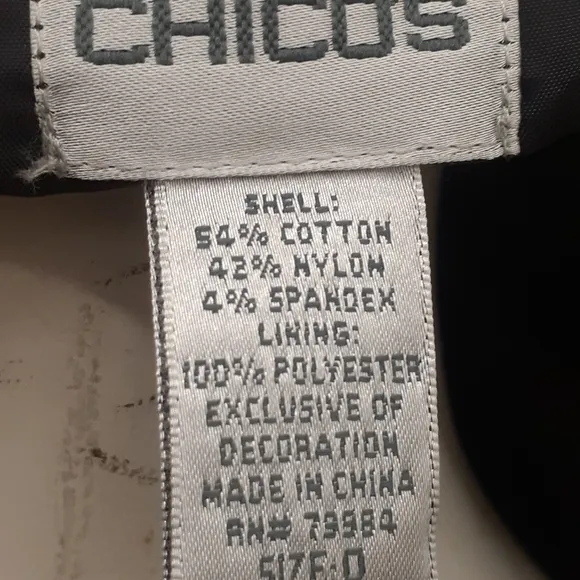 CHICO'S
SHELL:
54% COTTON
42% NYLON
4% SPANDEX
LINING:
100% POLYESTER
EXCLUSIVE OF
DECORATION
MADE IN CHINA
RN# 79984
SIZE: 0